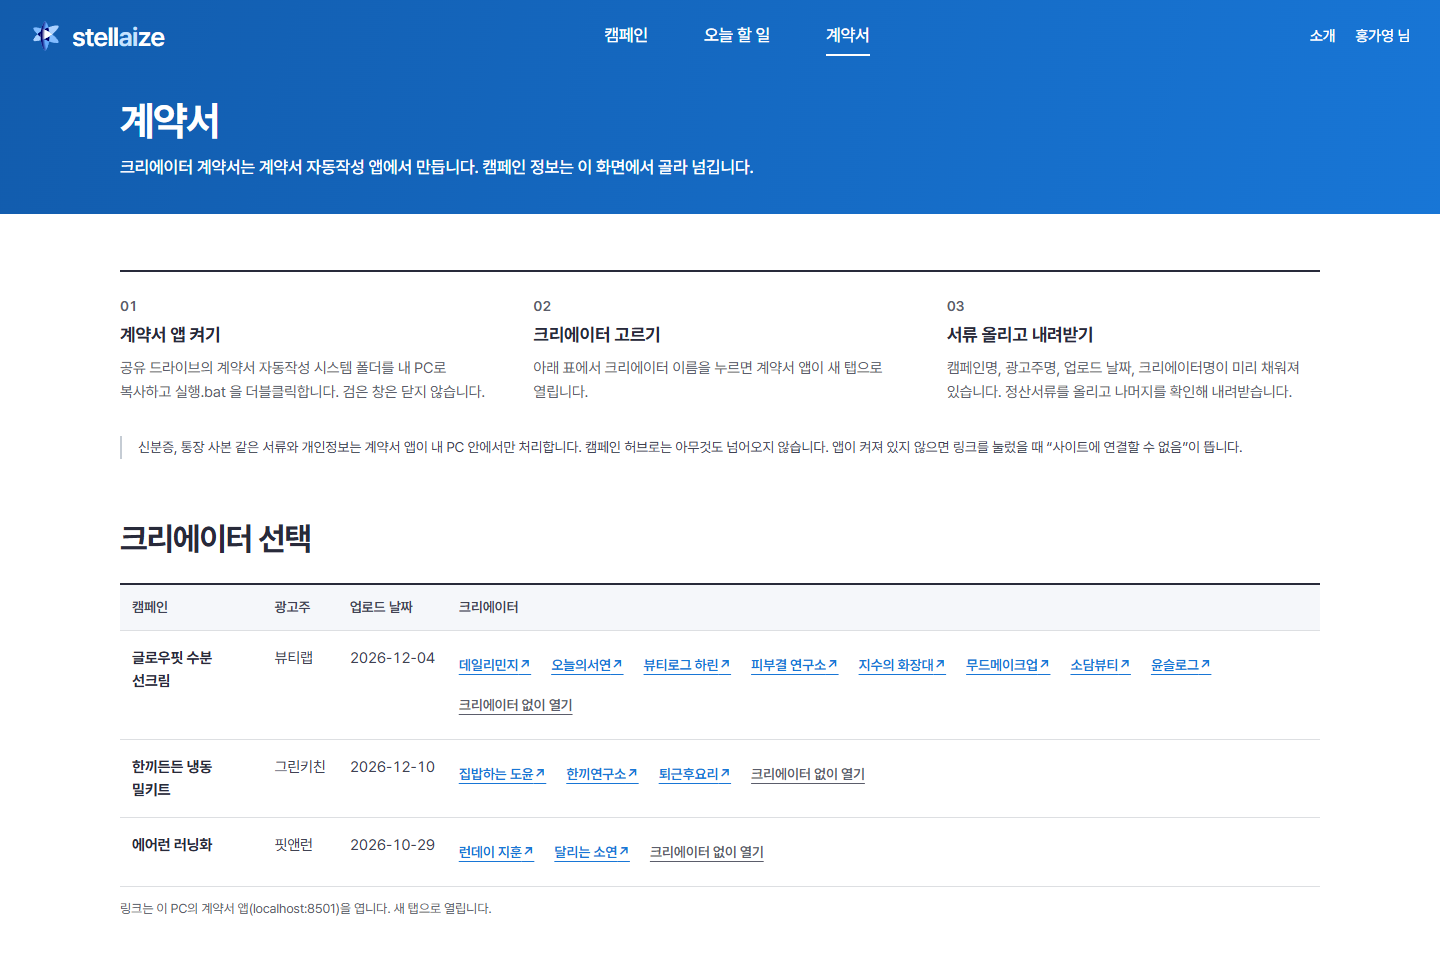 stellaize
캠페인
오늘 할 일
계약서
소개
홍가영 님
계약서
크리에이터 계약서는 계약서 자동작성 앱에서 만듭니다. 캠페인 정보는 이 화면에서 골라 넘깁니다.
01
계약서 앱 켜기
공유 드라이브의 계약서 자동작성 시스템 폴더를 내 PC로
복사하고 실행.bat 을 더블클릭합니다. 검은 창은 닫지 않습니다.
02
크리에이터 고르기
아래 표에서 크리에이터 이름을 누르면 계약서 앱이 새 탭으로
열립니다.
03
서류 올리고 내려받기
캠페인명, 광고주명, 업로드 날짜, 크리에이터명이 미리 채워져
있습니다. 정산서류를 올리고 나머지를 확인해 내려받습니다.
신분증, 통장 사본 같은 서류와 개인정보는 계약서 앱이 내 PC 안에서만 처리합니다. 캠페인 허브로는 아무것도 넘어오지 않습니다. 앱이 켜져 있지 않으면 링크를 눌렀을 때 “사이트에 연결할 수 없음”이 뜹니다.
크리에이터 선택
캠페인 광고주 업로드 날짜 크리에이터
글로우핏 수분
선크림
뷰티랩
2026-12-04
데일리민지↗ 오늘의서연↗ 뷰티로그 하린↗ 피부결 연구소↗ 지수의 화장대↗ 무드메이크업↗ 소담뷰티↗ 윤슬로그↗
크리에이터 없이 열기
한끼든든 냉동
밀키트
그린키친
2026-12-10
집밥하는 도윤↗ 한끼연구소↗ 퇴근후요리↗ 크리에이터 없이 열기
에어런 러닝화
핏앤런
2026-10-29
런데이 지훈↗ 달리는 소연↗ 크리에이터 없이 열기
링크는 이 PC의 계약서 앱(localhost:8501)을 엽니다. 새 탭으로 열립니다.